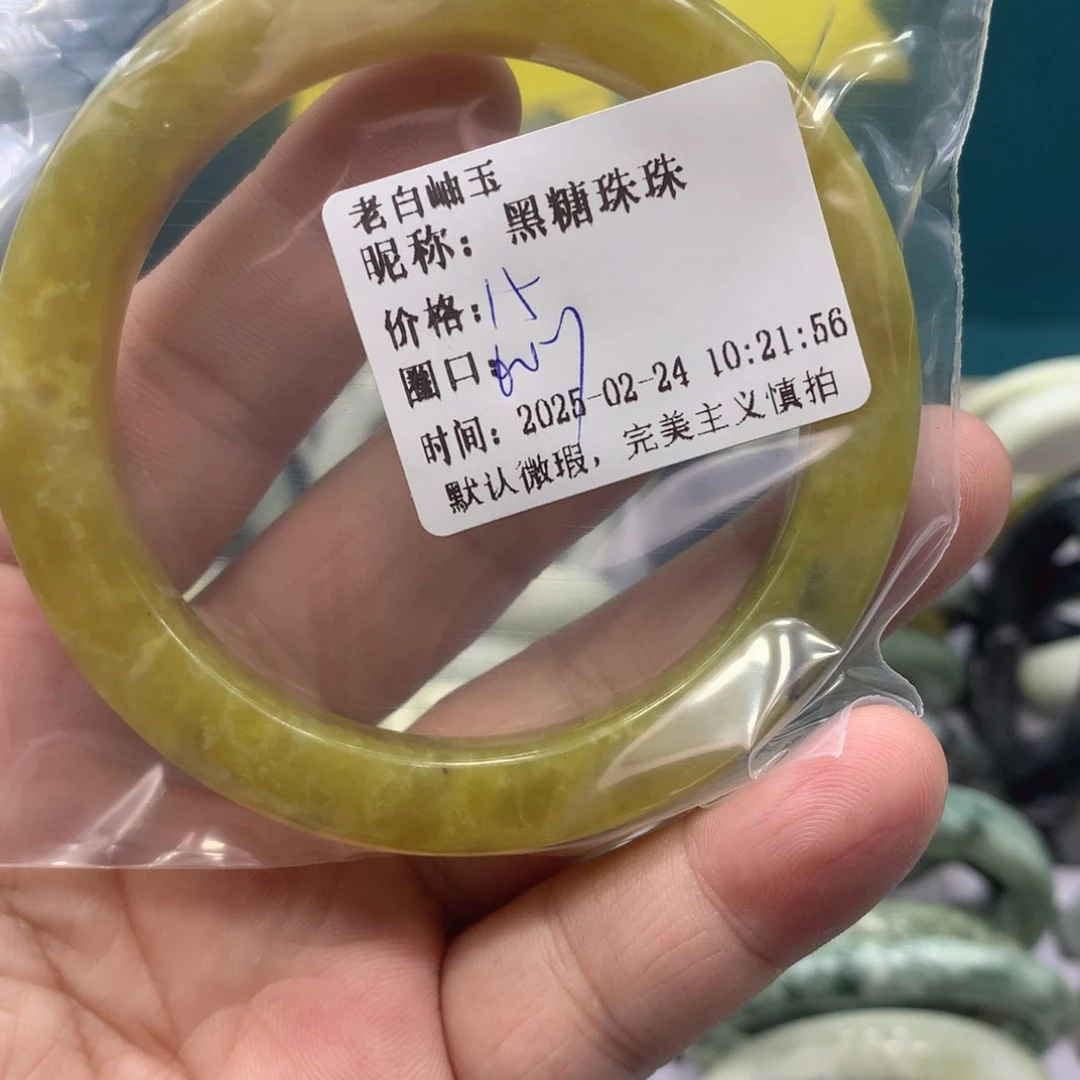 老白岫玉
昵称：黑糖珠珠
价格：15
圈口：
时间：2025-02-24 10:21:56
默认微瑕，完美主义慎拍